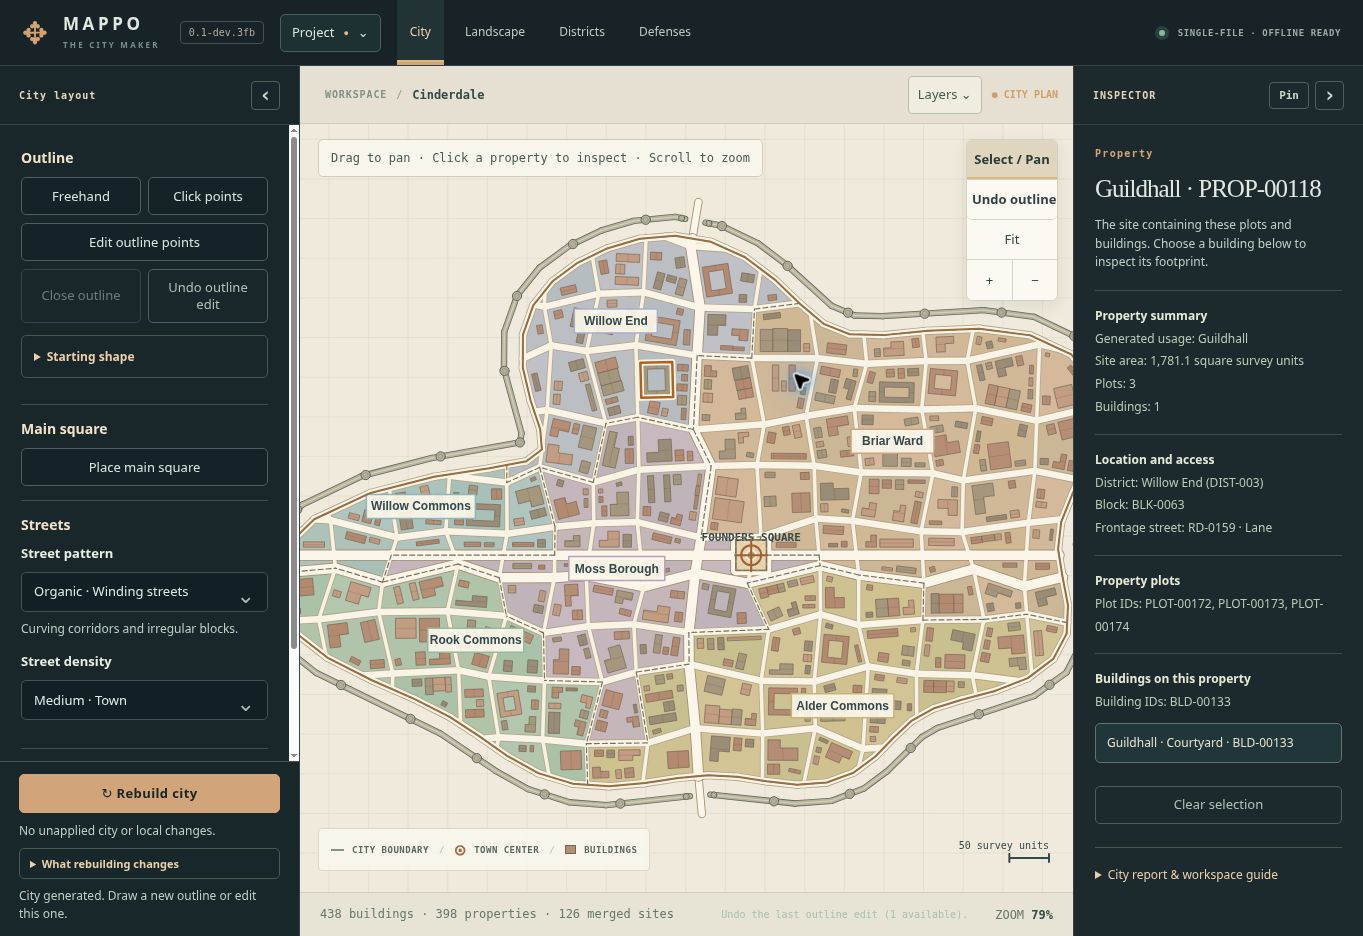 MAPPO
THE CITY MAKER
0.1-dev.3fb
Project
City
Landscape
Districts
Defenses
SINGLE-FILE · OFFLINE READY
City layout
Outline
Freehand
Click points
Edit outline points
Close outline
Undo outline
edit
Starting shape
Main square
Place main square
Streets
Street pattern
Organic · Winding streets
Curving corridors and irregular blocks.
Street density
Medium · Town
↻ Rebuild city
No unapplied city or local changes.
What rebuilding changes
City generated. Draw a new outline or edit
this one.
WORKSPACE / Cinderdale
Layers
CITY PLAN
Drag to pan · Click a property to inspect · Scroll to zoom
Select / Pan
Undo outline
Fit
+
−
Willow End
Briar Ward
Willow Commons
FOUNDERS SQUARE
Moss Borough
Rook Commons
Alder Commons
CITY BOUNDARY / TOWN CENTER / BUILDINGS
50 survey units
438 buildings · 398 properties · 126 merged sites
Undo the last outline edit (1 available).
ZOOM 79%
INSPECTOR
Pin
Property
Guildhall · PROP-00118
The site containing these plots and
buildings. Choose a building below to
inspect its footprint.
Property summary
Generated usage: Guildhall
Site area: 1,781.1 square survey units
Plots: 3
Buildings: 1
Location and access
District: Willow End (DIST-003)
Block: BLK-0063
Frontage street: RD-0159 · Lane
Property plots
Plot IDs: PLOT-00172, PLOT-00173, PLOT-
00174
Buildings on this property
Building IDs: BLD-00133
Guildhall · Courtyard · BLD-00133
Clear selection
City report & workspace guide